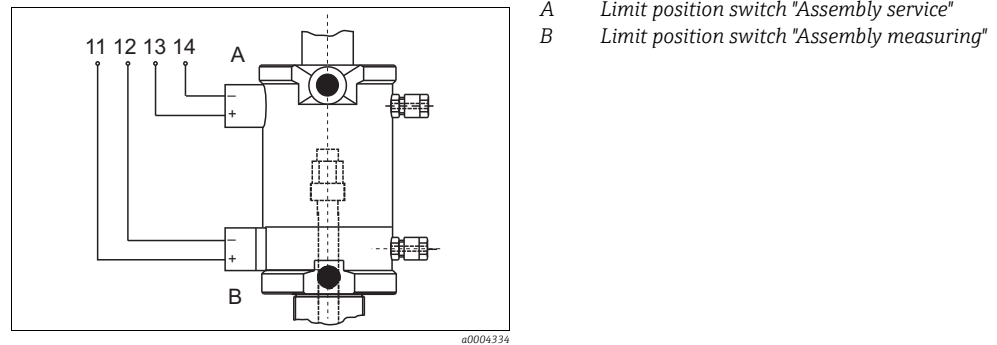 A Limit position switch "Assembly service"
B Limit position switch "Assembly measuring"
11 12 13 14
A
–
+
–
+
B
a0004334